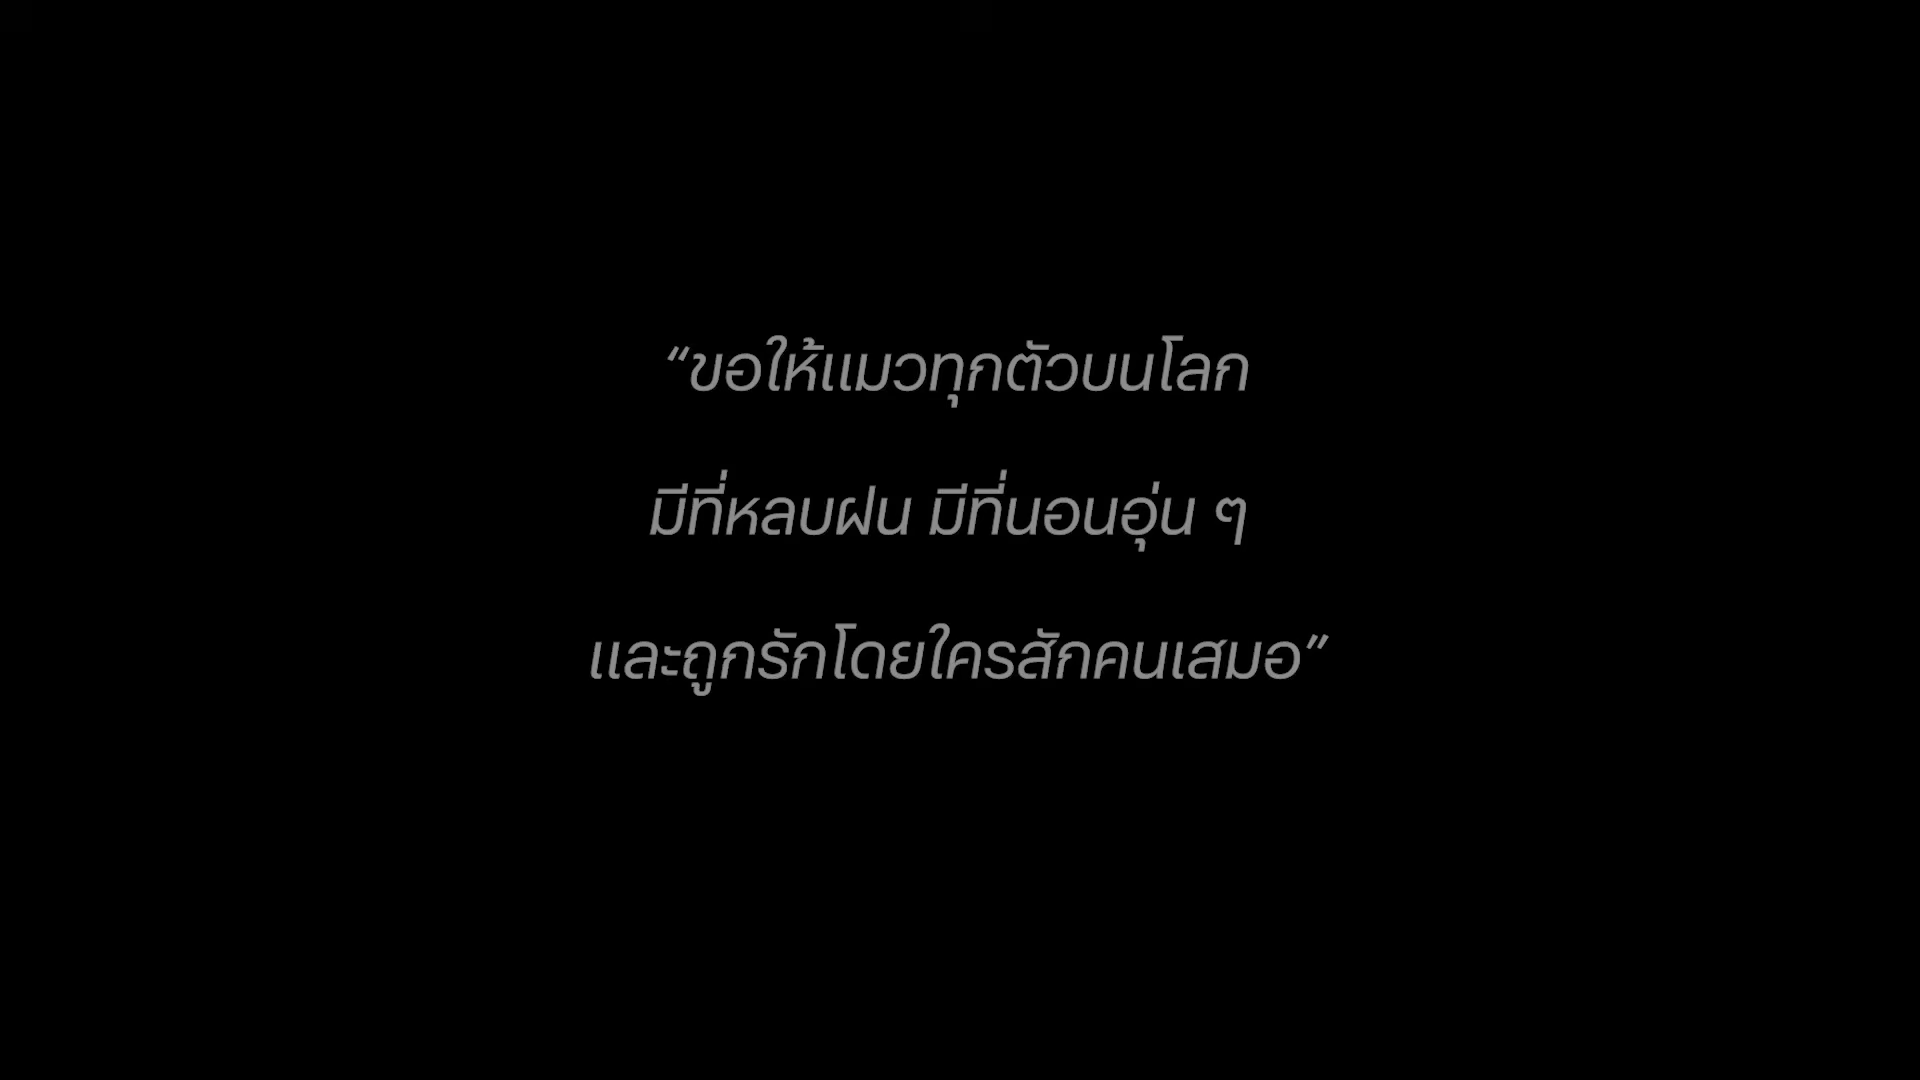 “ขอให้แมวทุกตัวบนโลก
มีที่หลบฝน มีที่นอนอุ่น ๆ
และถูกรักโดยใครสักคนเสมอ”